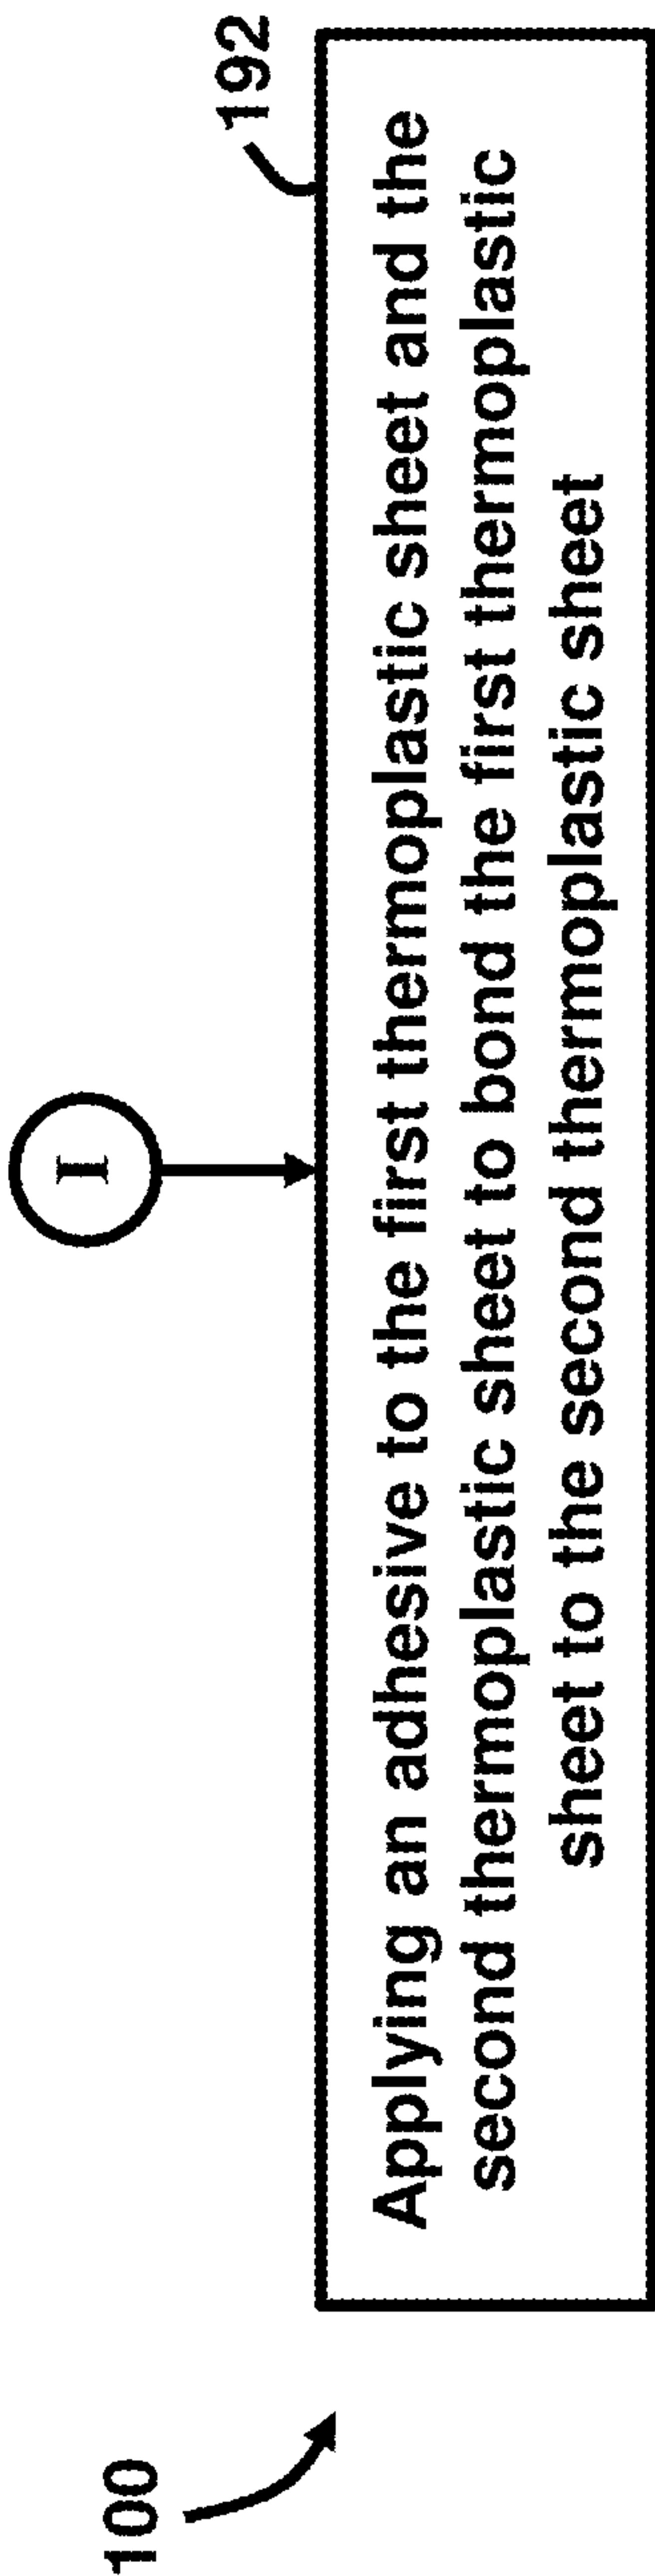 100
I
192
Applying an adhesive to the first thermoplastic sheet and the
second thermoplastic sheet to bond the first thermoplastic
sheet to the second thermoplastic sheet